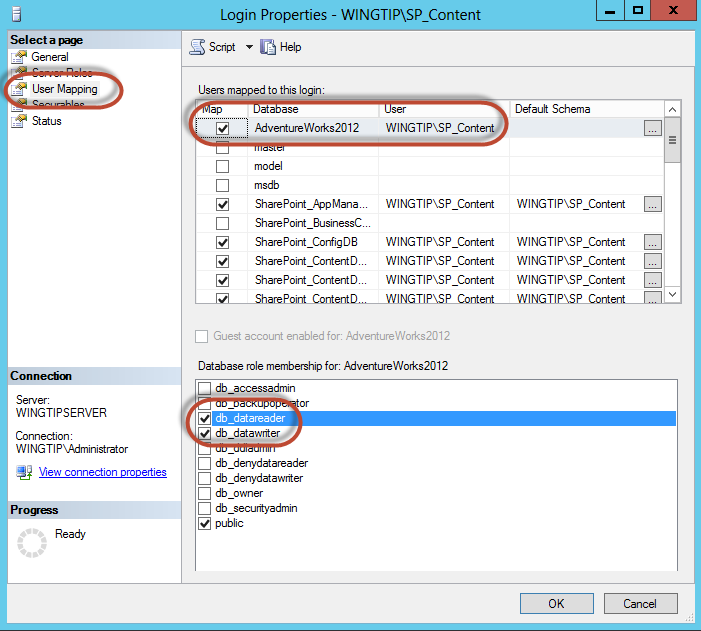 Login Properties - WINGTIP\SP_Content
Select a page
General
Server Roles
User Mapping
Securables
Status
Script
Help
Users mapped to this login:
Map Database User Default Schema
AdventureWorks2012 WINGTIP\SP_Content ...
master
model
msdb
SharePoint_AppMana... WINGTIP\SP_Content WINGTIP\SP_Content ...
SharePoint_BusinessC...
SharePoint_ConfigDB WINGTIP\SP_Content WINGTIP\SP_Content ...
SharePoint_ContentD... WINGTIP\SP_Content WINGTIP\SP_Content ...
SharePoint_ContentD... WINGTIP\SP_Content WINGTIP\SP_Content ...
SharePoint_ContentD... WINGTIP\SP_Content WINGTIP\SP_Content ...
Guest account enabled for: AdventureWorks2012
Database role membership for: AdventureWorks2012
db_accessadmin
db_backupoperator
db_datareader
db_datawriter
db_ddladmin
db_denydatareader
db_denydatawriter
db_owner
db_securityadmin
public
Connection
Server:
WINGTIPSERVER
Connection:
WINGTIP\Administrator
View connection properties
Progress
Ready
OK
Cancel